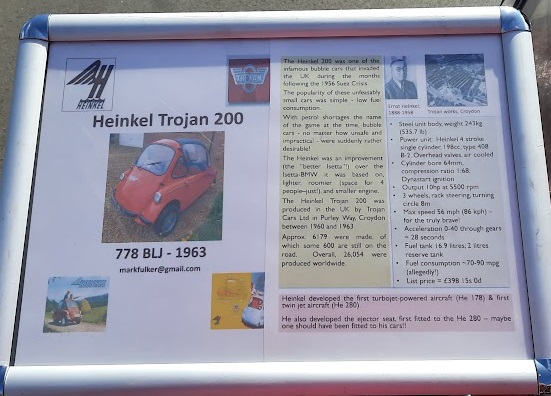 HEINKEL
TROJAN
Heinkel Trojan 200
778 BLJ - 1963
markfulker@gmail.com
The Heinkel 200 was one of the
infamous bubble cars that invaded
the UK during the months
following the 1956 Suez Crisis.
The popularity of these unfeasably
small cars was simple - low fuel
consumption.
With petrol shortages the name
of the game at the time, bubble
cars - no matter how unsafe and
impractical - were suddenly rather
desirable!
The Heinkel was an improvement
(the "better Isetta") over the
Isetta-BMW it was based on,
lighter, roomier (space for 4
people–just!), and smaller engine.
The Heinkel Trojan 200 was
produced in the UK by Trojan
Cars Ltd in Purley Way, Croydon
between 1960 and 1963
Approx. 6179 were made, of
which some 600 are still on the
road. Overall, 26,054 were
produced worldwide.
Ernst Heinkel
1888-1958
Trojan works, Croydon
• Steel unit body, weight 243kg
(535.7 lb)
• Power unit: Heinkel 4 stroke
single cylinder, 198cc, type 408
B-2. Overhead valves, air cooled
• Cylinder bore 64mm,
compression ratio 1:68.
Dynastart ignition
• Output 10hp at 5500 rpm
• 3 wheels, rack steering, turning
circle 8m
• Max speed 56 mph (86 kph) -
for the truly brave!
• Acceleration 0-40 through gears
= 28 seconds
• Fuel tank 16.9 litres; 2 litres
reserve tank
• Fuel consumption ~70-90 mpg
(allegedly!)
• List price = £398 15s 0d
Heinkel developed the first turbojet-powered aircraft (He 178) & first
twin jet aircraft (He 280)
He also developed the ejector seat, first fitted to the He 280 – maybe
one should have been fitted to his cars!!